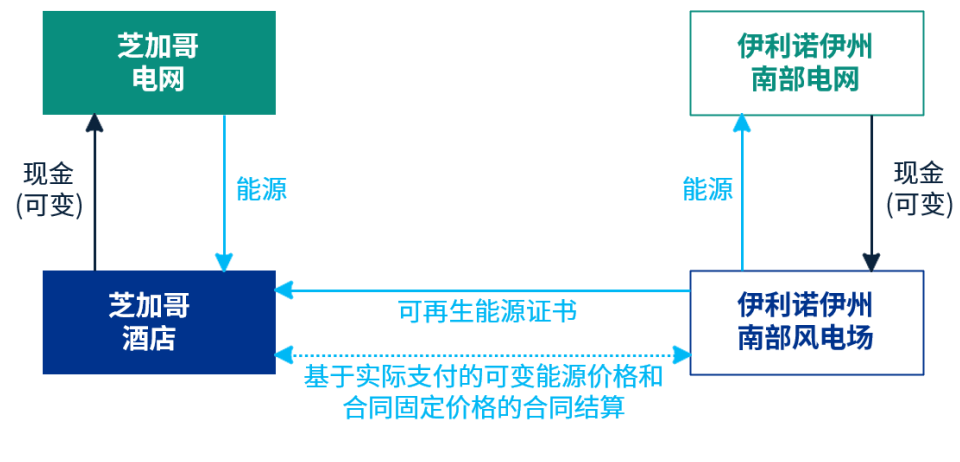 芝加哥
电网
伊利诺伊州
南部电网
现金
(可变)
能源
能源
现金
(可变)
芝加哥
酒店
可再生能源证书
伊利诺伊州
南部风电场
基于实际支付的可变能源价格和
合同固定价格的合同结算